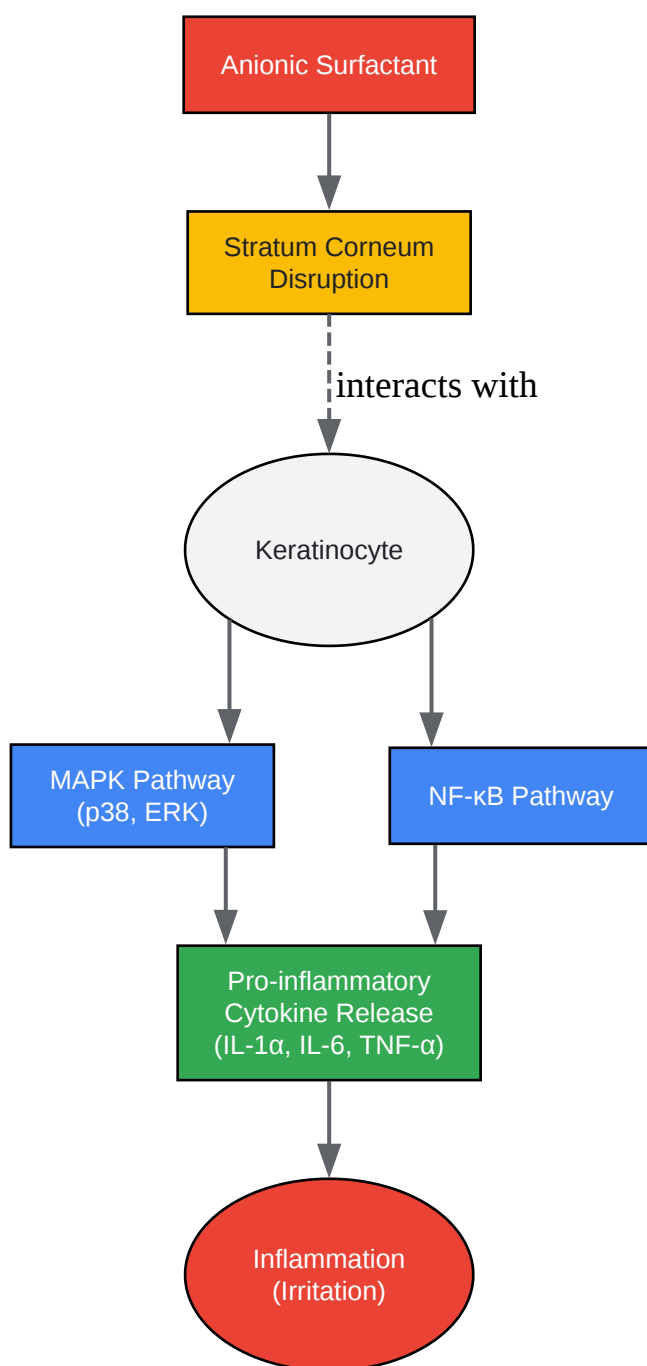 Anionic Surfactant
Stratum Corneum
Disruption
interacts with
Keratinocyte
MAPK Pathway
(p38, ERK)
NF-κB Pathway
Pro-inflammatory
Cytokine Release
(IL-1α, IL-6, TNF-α)
Inflammation
(Irritation)